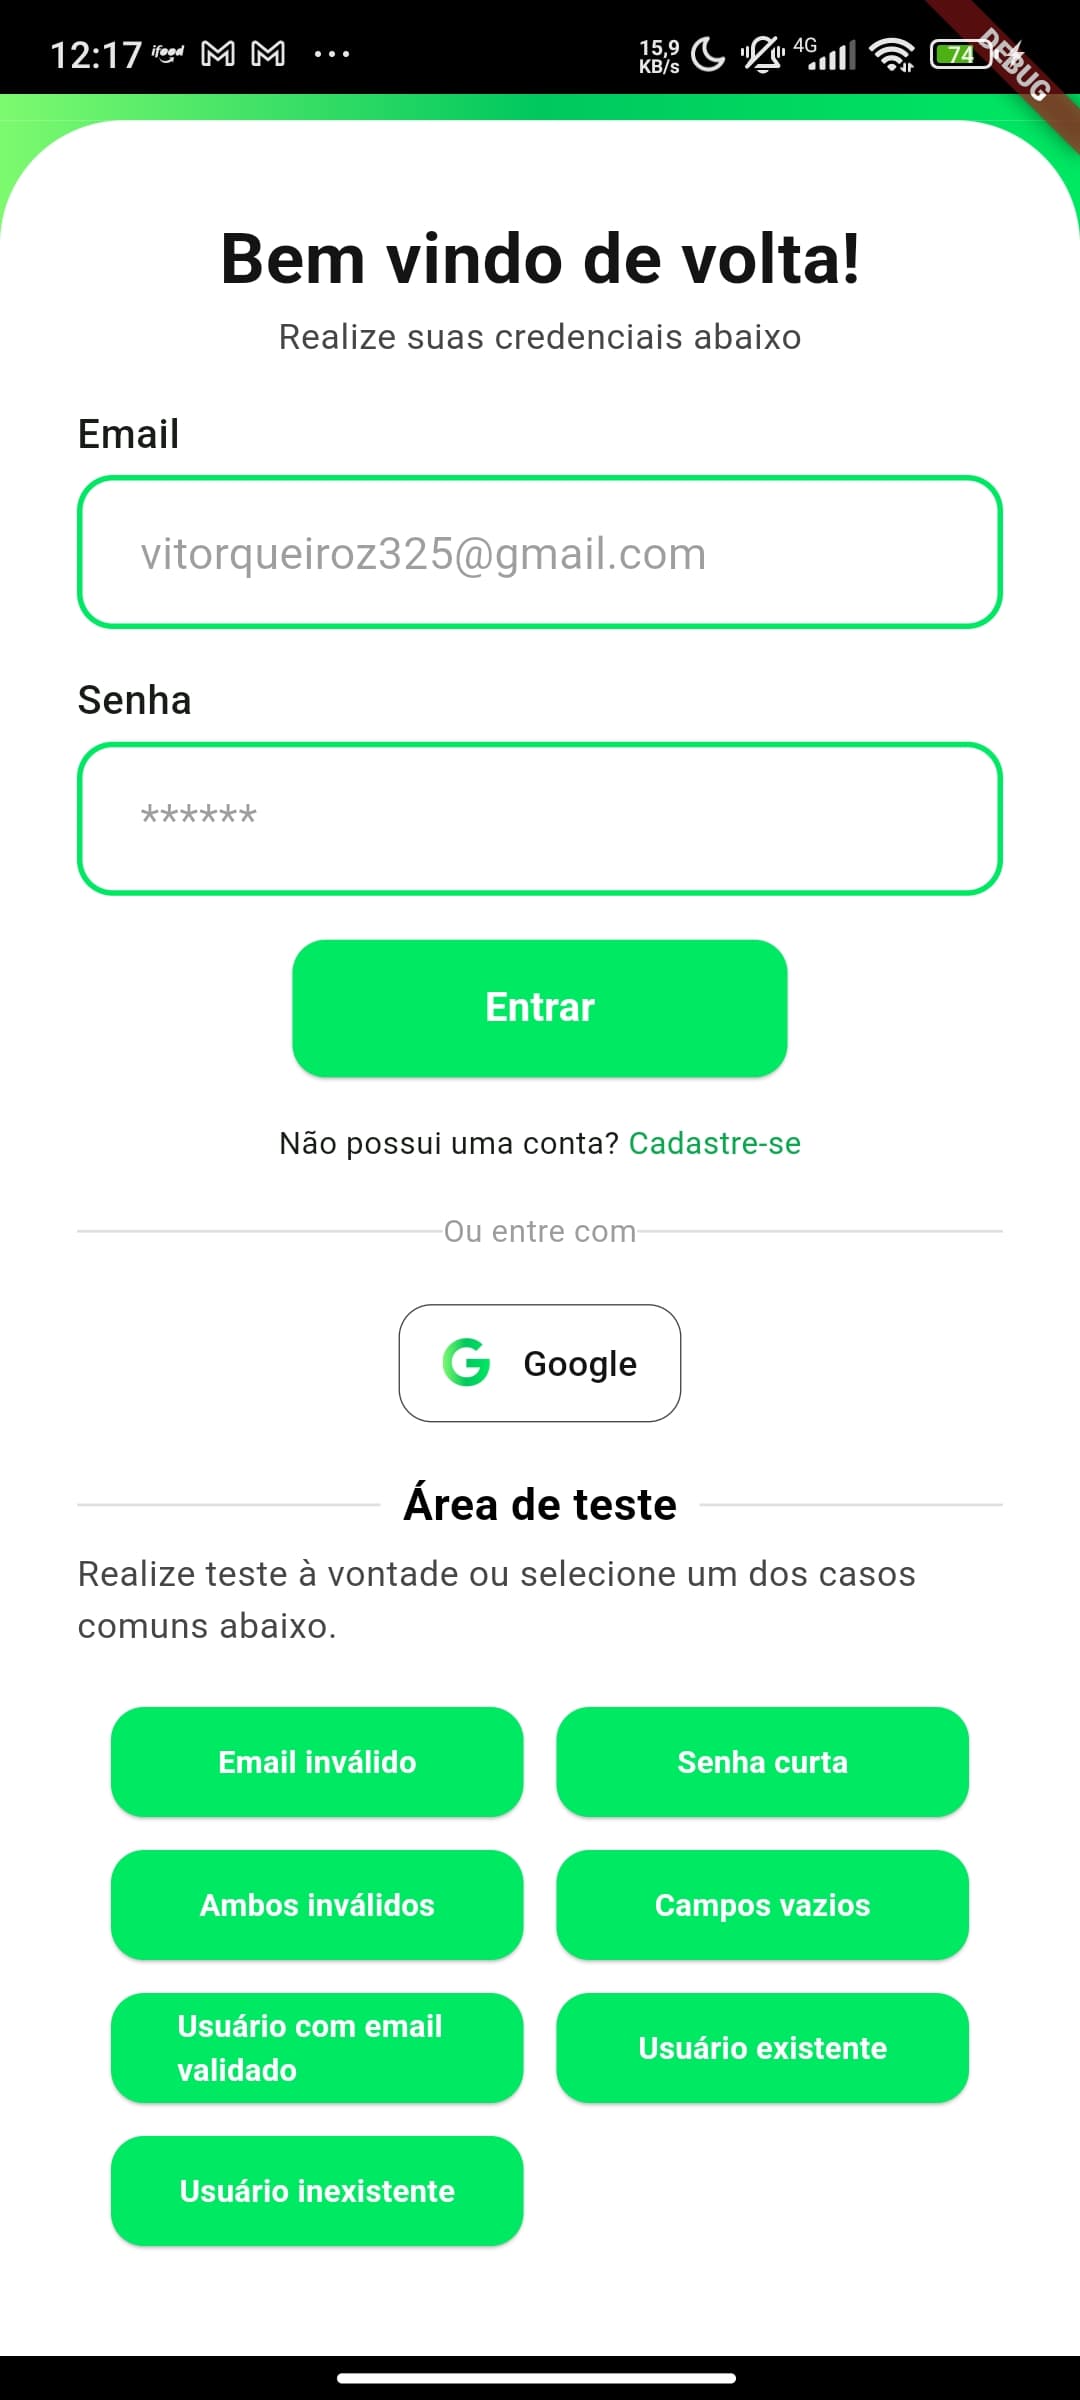 12:17 ifood
15,9
KB/s
4G
74
DEBUG
Bem vindo de volta!
Realize suas credenciais abaixo
Email
vitorqueiroz325@gmail.com
Senha
******
Entrar
Não possui uma conta? Cadastre-se
Ou entre com
G Google
Área de teste
Realize teste à vontade ou selecione um dos casos
comuns abaixo.
Email inválido
Senha curta
Ambos inválidos
Campos vazios
Usuário com email
validado
Usuário existente
Usuário inexistente